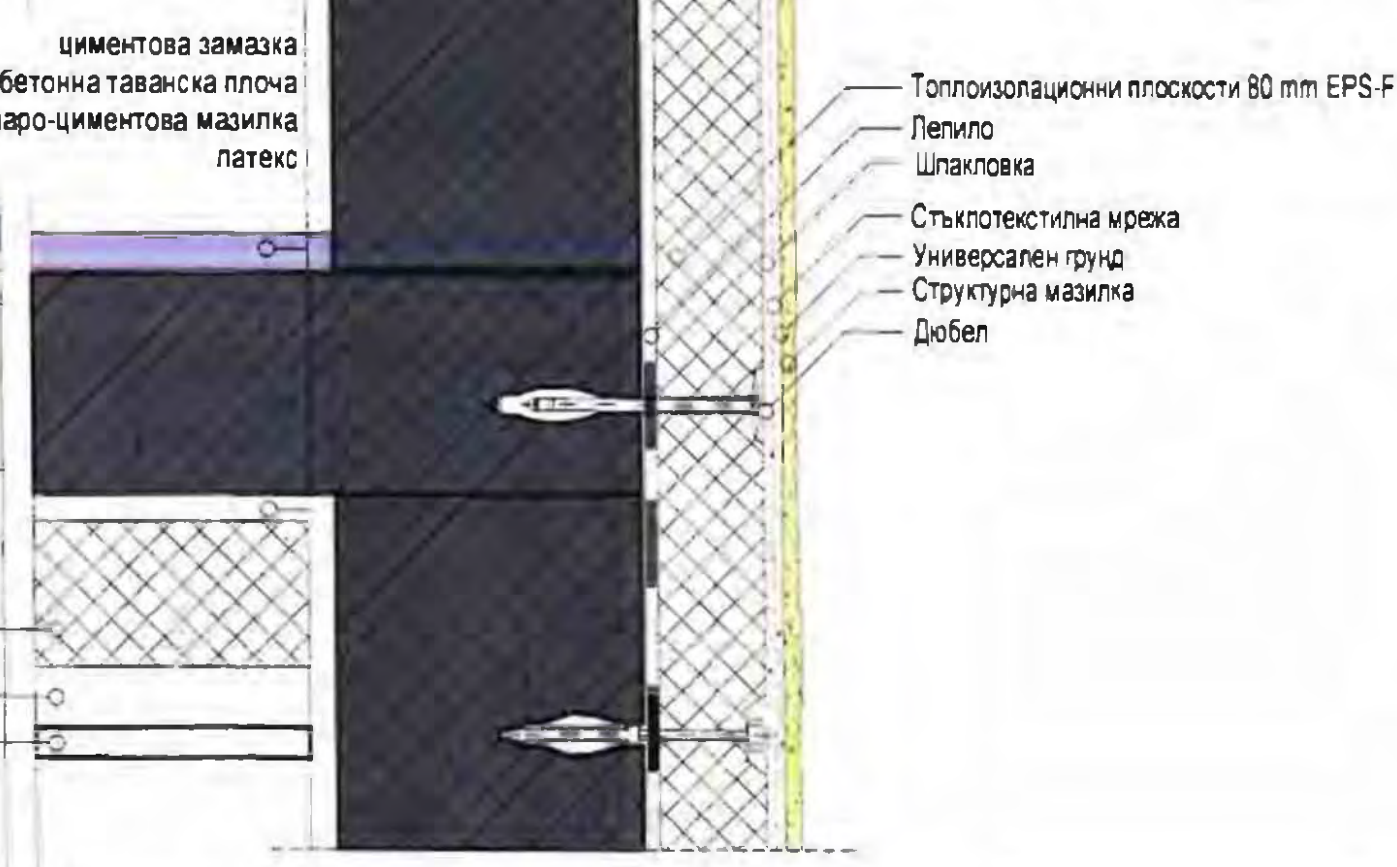 циментова замазка
бетонна таванска плоча
аро-циментова мазилка
латекс
Топлоизолационни плоскости 80 mm EPS-F
Лепило
Шпакловка
Стъклотекстилна мрежа
Универсален грунд
Структурна мазилка
Дюбел